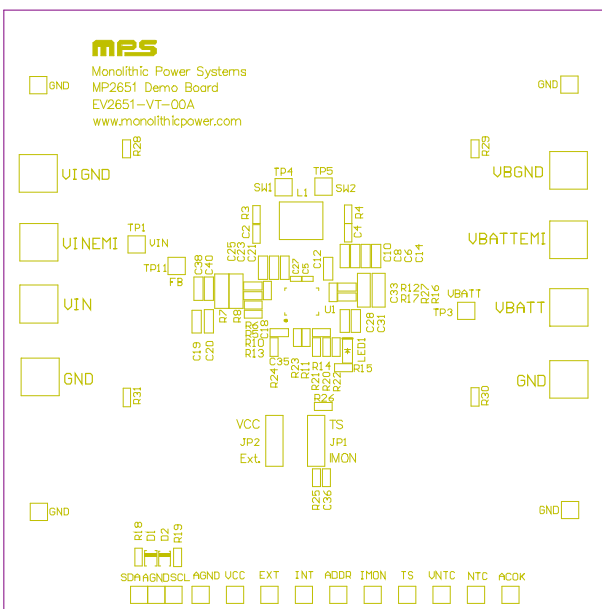 mps
Monolithic Power Systems
MP2651 Demo Board
EV2651-VT-00A
www.monolithicpower.com
GND
GND
R28
R29
VIGND
VBGND
TP4 TP5
SW1 L1 SW2
R3 R4
C2 C4
VINEMI
TP1
VIN
VBATTEMI
TP11
FB
C38 C40
C25 C23 C21
C27 C5
C12
C10 C8 C6 C14
VIN
R7 R8
C18
U1
C33 R12 R17 R27 R16
VBATT
TP3
VBATT
C19 C20
R10
R13
C28 C31
C35
R24
R23 R11
R14
R21 R20 R22
LED1
R15
GND
GND
R31
R30
R26
VCC TS
JP2 JP1
Ext. IMON
R25 C36
GND
GND
R18 D1 D2 R19
SDA AGND SCL AGND VCC EXT INT ADDR IMON TS VNTC NTC ACOK